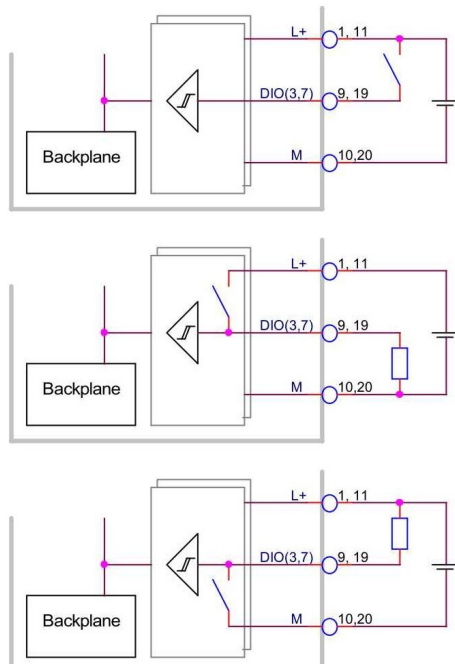 L+ 1, 11
DIO(3,7) 9, 19
Backplane
M 10,20
L+ 1, 11
DIO(3,7) 9, 19
Backplane
M 10,20
L+ 1, 11
DIO(3,7) 9, 19
Backplane
M 10,20